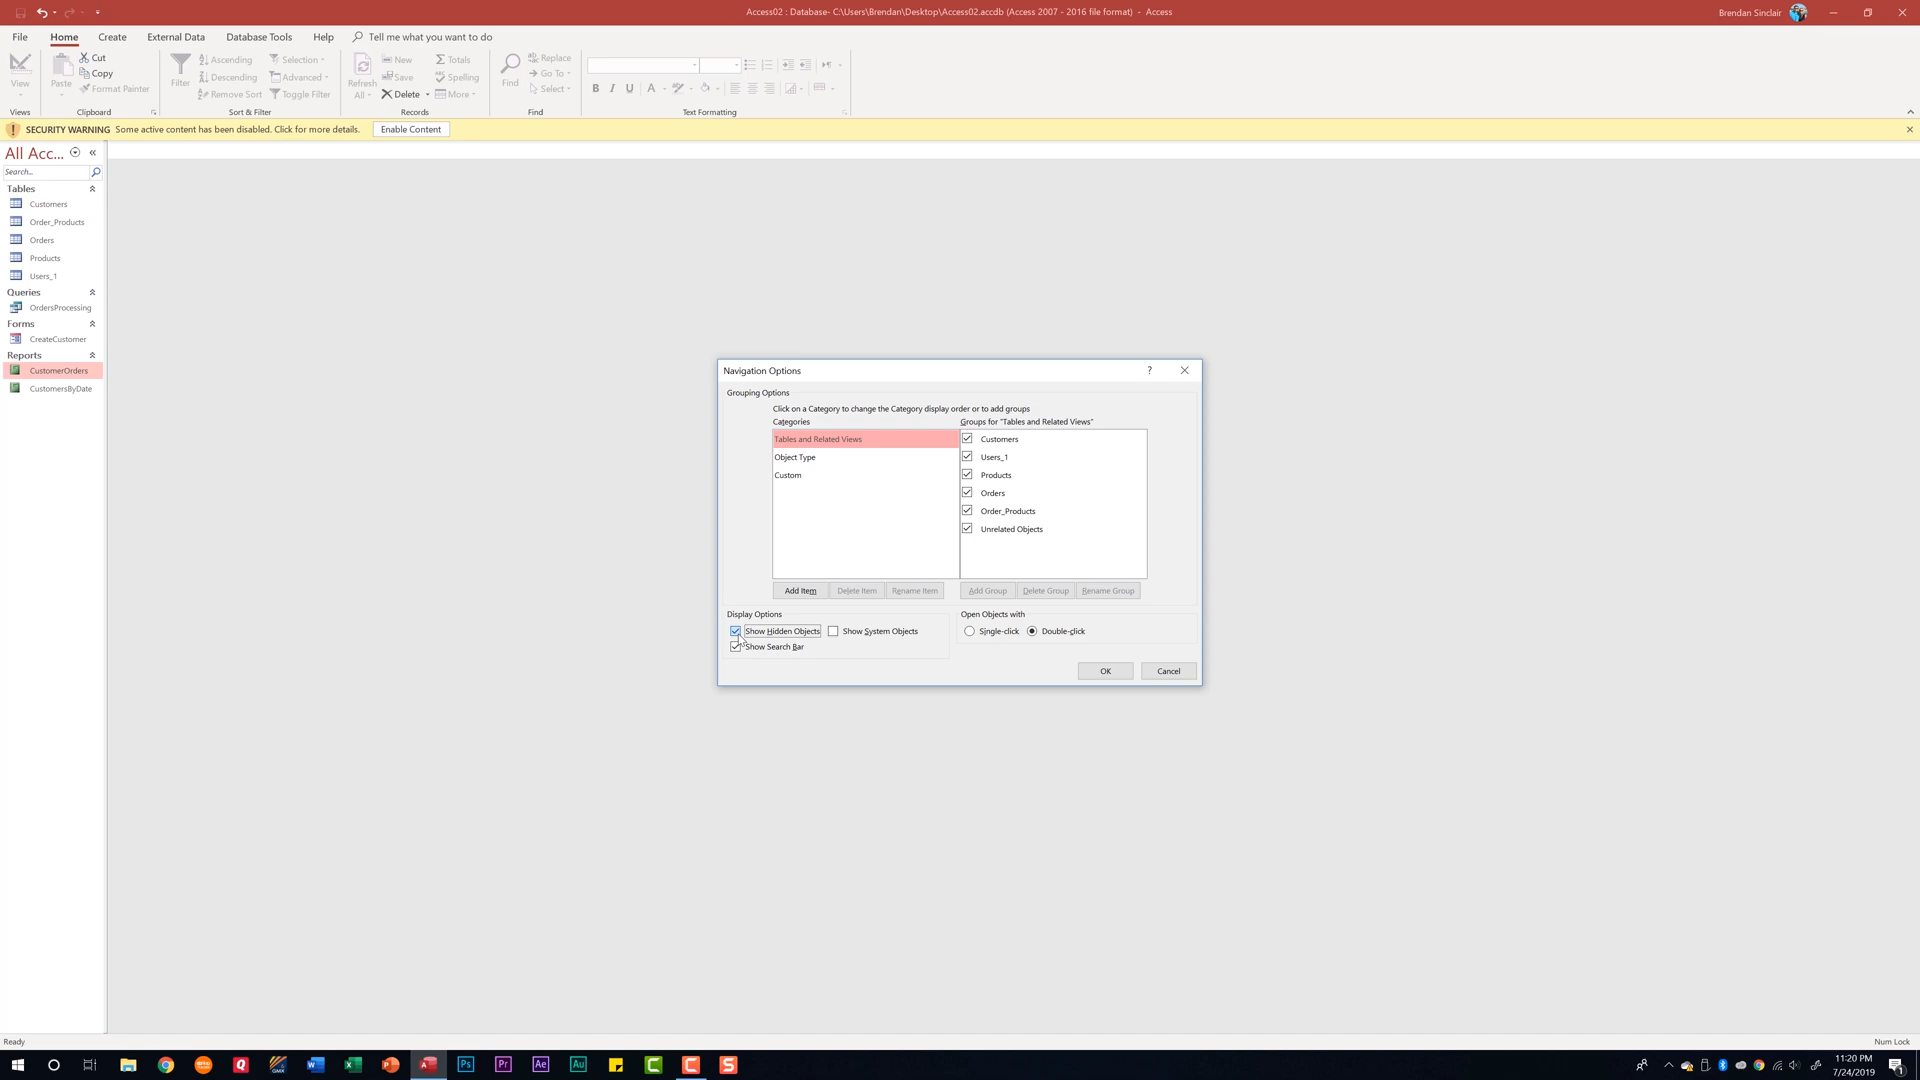 Access02 : Database- C:\Users\Brendan\Desktop\Access02.accdb (Access 2007 - 2016 file format) - Access
Brendan Sinclair
File Home Create External Data Database Tools Help Tell me what you want to do
View
Views
Paste
Cut
Copy
Format Painter
Clipboard
Filter
Ascending
Descending
Remove Sort
Selection
Advanced
Toggle Filter
Sort & Filter
Refresh
All
New
Save
Delete
Totals
Spelling
More
Records
Find
Replace
Go To
Select
Find
B I U A
Text Formatting
SECURITY WARNING Some active content has been disabled. Click for more details. Enable Content
All Acc...
Search...
Tables
Customers
Order_Products
Orders
Products
Users_1
Queries
OrdersProcessing
Forms
CreateCustomer
Reports
CustomerOrders
CustomersByDate
Navigation Options ?
Grouping Options
Click on a Category to change the Category display order or to add groups
Categories
Groups for "Tables and Related Views"
Tables and Related Views
Object Type
Custom
Customers
Users_1
Products
Orders
Order_Products
Unrelated Objects
Add Item Delete Item Rename Item
Add Group Delete Group Rename Group
Display Options
Show Hidden Objects Show System Objects
Show Search Bar
Open Objects with
Single-click Double-click
OK Cancel
Ready
Num Lock
Ps Pr Ae Au
11:20 PM
7/24/2019